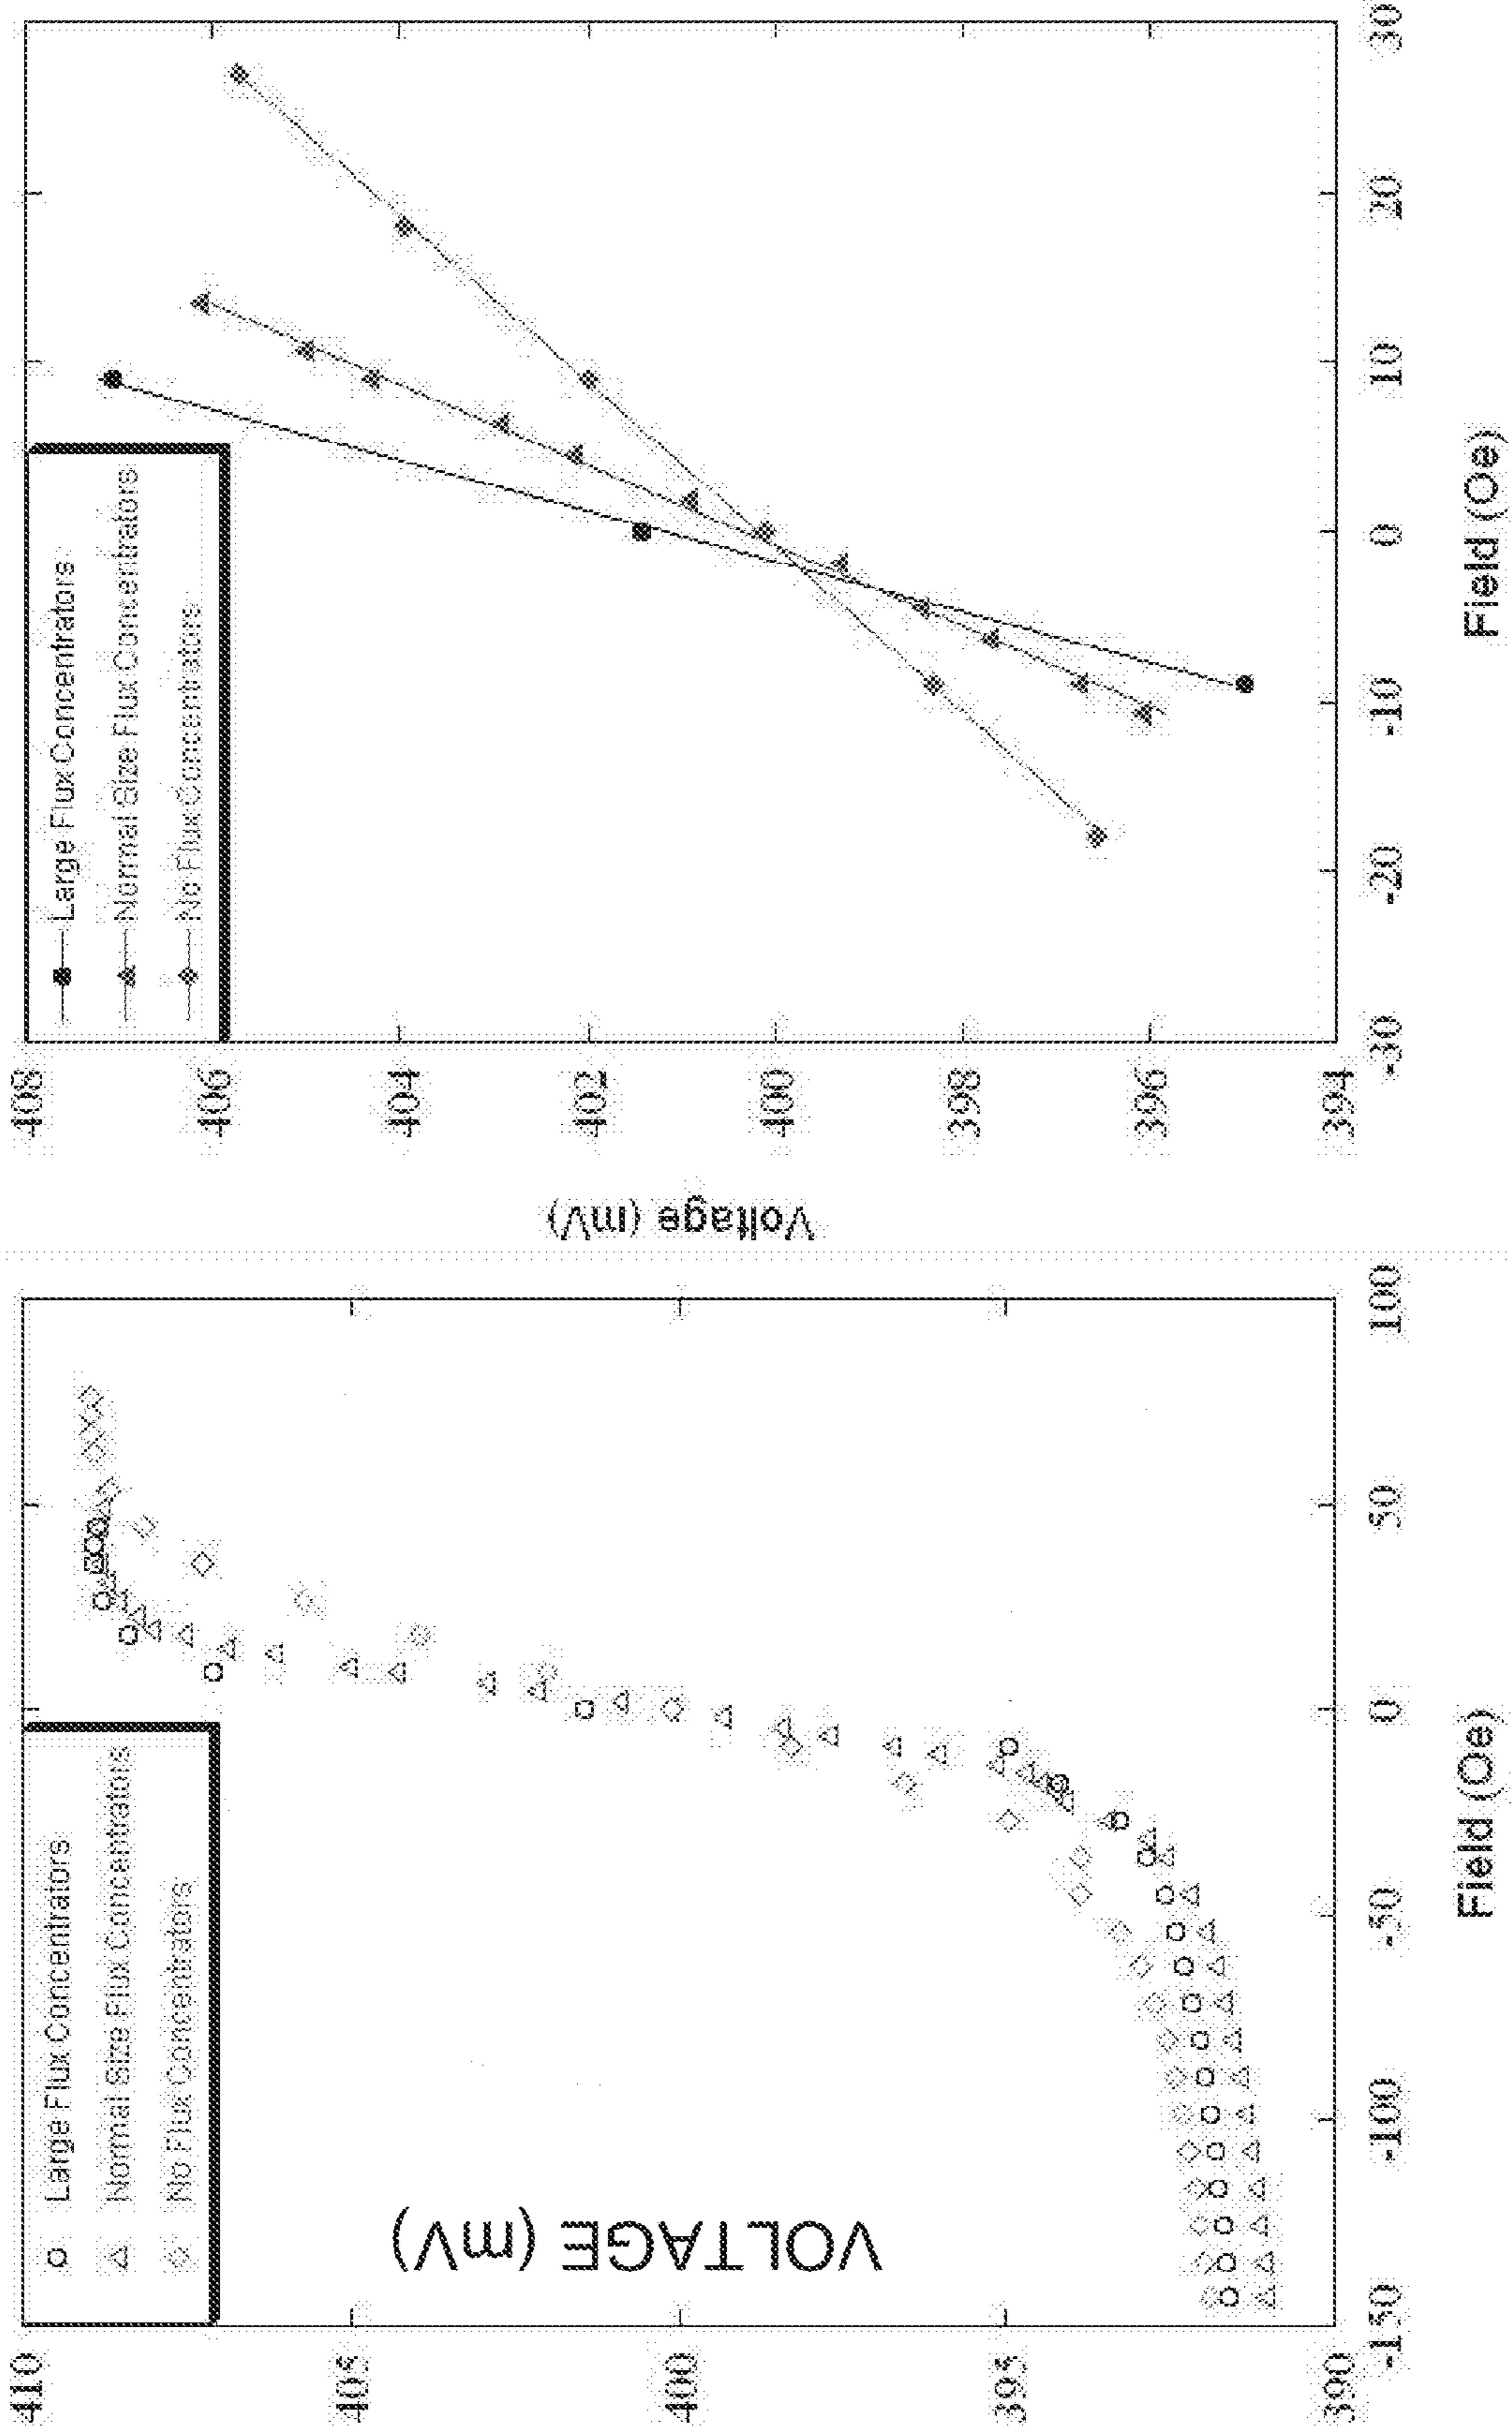 Large Flux Concentrators
Normal Size Flux Concentrators
No Flux Concentrators
VOLTAGE (mV)
410
405
400
395
390
-150
-100
-50
0
50
100
Field (Oe)
Large Flux Concentrators
Normal Size Flux Concentrators
No Flux Concentrators
Voltage (mV)
408
406
404
402
400
398
396
394
-30
-20
-10
0
10
20
30
Field (Oe)